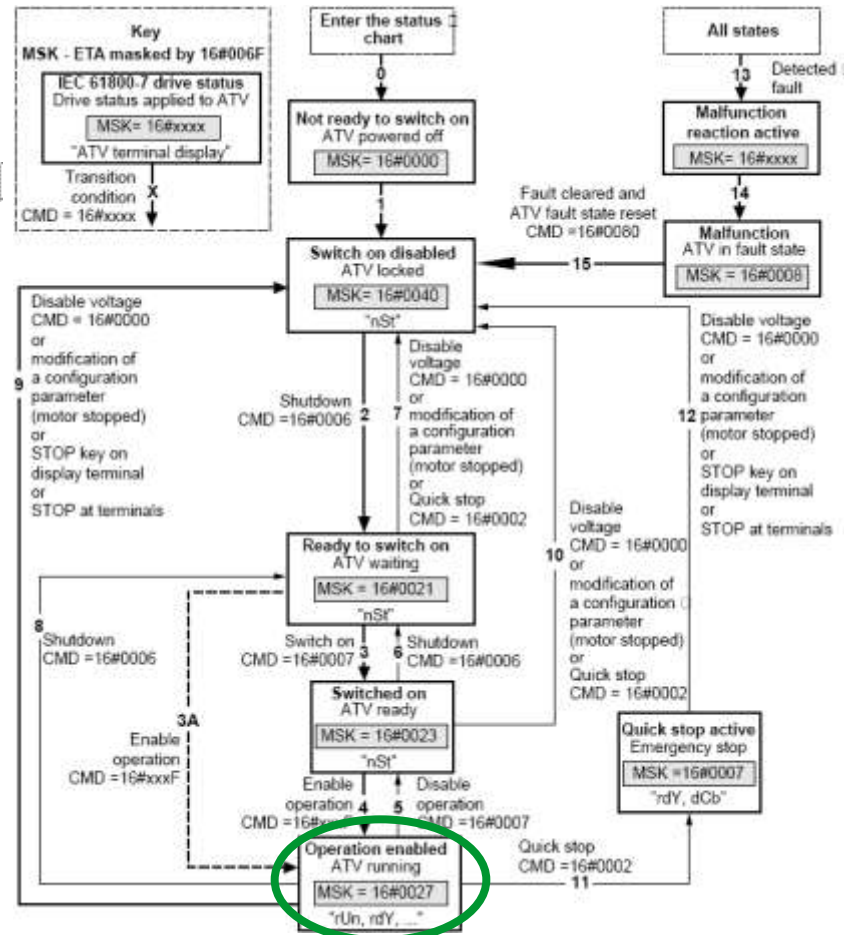 Key
MSK - ETA masked by 16#006F
IEC 61800-7 drive status
Drive status applied to ATV
MSK= 16#xxxx
"ATV terminal display"
Transition
condition
CMD = 16#xxxx
X
Enter the status
chart
0
Not ready to switch on
ATV powered off
MSK= 16#0000
1
All states
13
Detected
fault
Malfunction
reaction active
MSK= 16#xxxx
14
Malfunction
ATV in fault state
MSK = 16#0008
Fault cleared and
ATV fault state reset
CMD =16#0080
15
Switch on disabled
ATV locked
MSK= 16#0040
"nSt"
9
Disable voltage
CMD = 16#0000
or
modification of
a configuration
parameter
(motor stopped)
or
STOP key on
display terminal
or
STOP at terminals
Shutdown
CMD =16#0006
2
7
Disable
voltage
CMD = 16#0000
or
modification of
a configuration
parameter
(motor stopped)
or
Quick stop
CMD = 16#0002
12
Disable voltage
CMD = 16#0000
or
modification of
a configuration
parameter
(motor stopped)
or
STOP key on
display terminal
or
STOP at terminals
Ready to switch on
ATV waiting
MSK = 16#0021
"nSt"
10
Disable
voltage
CMD = 16#0000
or
modification of
a configuration
parameter
(motor stopped)
or
Quick stop
CMD = 16#0002
8
Shutdown
CMD =16#0006
Switch on
CMD =16#0007
3
6
Shutdown
CMD =16#0006
3A
Enable
operation
CMD =16#xxxF
Switched on
ATV ready
MSK = 16#0023
"nSt"
Quick stop active
Emergency stop
MSK =16#0007
"rdY, dCb"
Enable
operation
CMD =16#xxxF
4
5
Disable
operation
CMD =16#0007
Operation enabled
ATV running
MSK = 16#0027
"rUn, rdY, ..."
Quick stop
CMD =16#0002
11